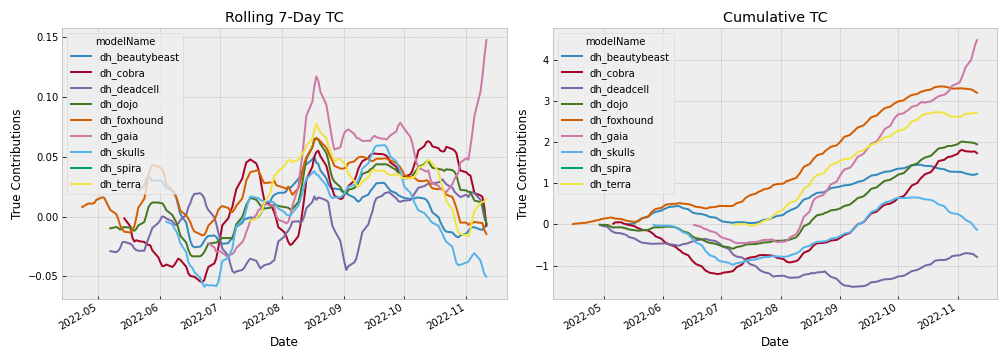 Rolling 7-Day TC
True Contributions
0.15
0.10
0.05
0.00
−0.05
modelName
dh_beautybeast
dh_cobra
dh_deadcell
dh_dojo
dh_foxhound
dh_gaia
dh_skulls
dh_spira
dh_terra
2022-05
2022-06
2022-07
2022-08
2022-09
2022-10
2022-11
Date
Cumulative TC
True Contributions
4
3
2
1
0
−1
modelName
dh_beautybeast
dh_cobra
dh_deadcell
dh_dojo
dh_foxhound
dh_gaia
dh_skulls
dh_spira
dh_terra
2022-05
2022-06
2022-07
2022-08
2022-09
2022-10
2022-11
Date